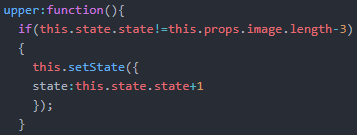 upper:function(){
if(this.state.state!=this.props.image.length-3)
{
this.setState({
state:this.state.state+1
});
}